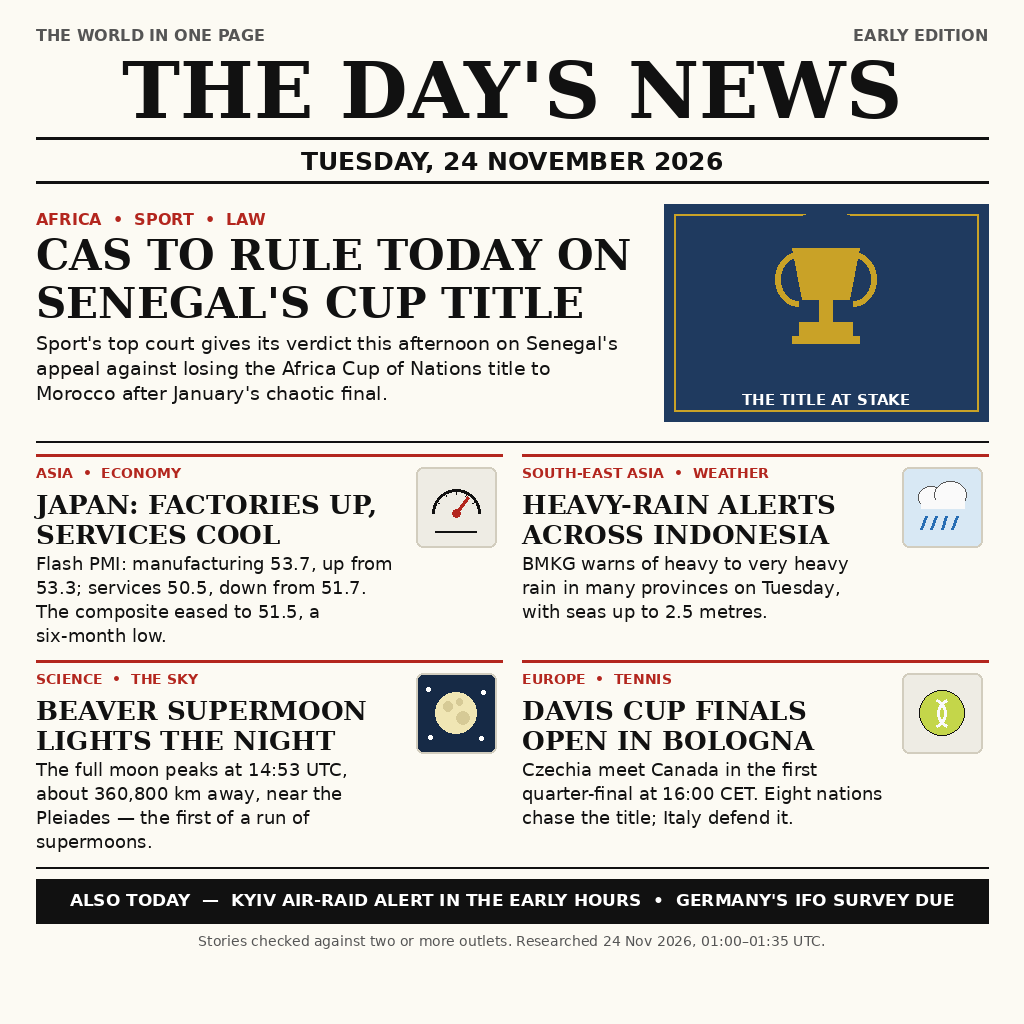 THE WORLD IN ONE PAGE
EARLY EDITION
THE DAY'S NEWS
TUESDAY, 24 NOVEMBER 2026
AFRICA • SPORT • LAW
CAS TO RULE TODAY ON
SENEGAL'S CUP TITLE
Sport's top court gives its verdict this afternoon on Senegal's
appeal against losing the Africa Cup of Nations title to
Morocco after January's chaotic final.
THE TITLE AT STAKE
ASIA • ECONOMY
JAPAN: FACTORIES UP,
SERVICES COOL
Flash PMI: manufacturing 53.7, up from
53.3; services 50.5, down from 51.7.
The composite eased to 51.5, a
six-month low.
SOUTH-EAST ASIA • WEATHER
HEAVY-RAIN ALERTS
ACROSS INDONESIA
BMKG warns of heavy to very heavy
rain in many provinces on Tuesday,
with seas up to 2.5 metres.
SCIENCE • THE SKY
BEAVER SUPERMOON
LIGHTS THE NIGHT
The full moon peaks at 14:53 UTC,
about 360,800 km away, near the
Pleiades — the first of a run of
supermoons.
EUROPE • TENNIS
DAVIS CUP FINALS
OPEN IN BOLOGNA
Czechia meet Canada in the first
quarter-final at 16:00 CET. Eight nations
chase the title; Italy defend it.
ALSO TODAY — KYIV AIR-RAID ALERT IN THE EARLY HOURS • GERMANY'S IFO SURVEY DUE
Stories checked against two or more outlets. Researched 24 Nov 2026, 01:00–01:35 UTC.